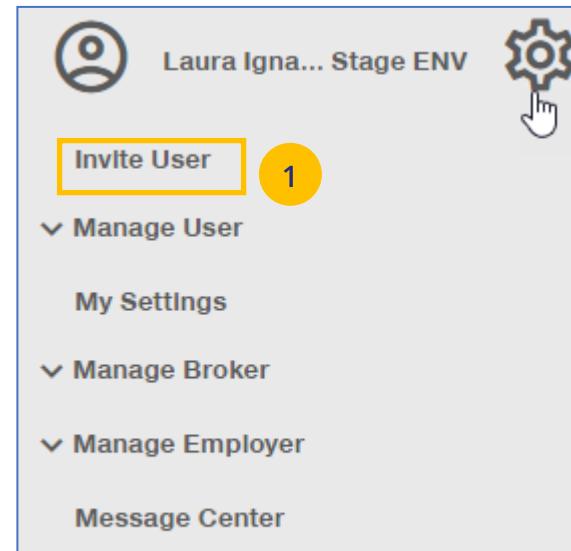 Laura Igna... Stage ENV
Invite User
1
Manage User
My Settings
Manage Broker
Manage Employer
Message Center